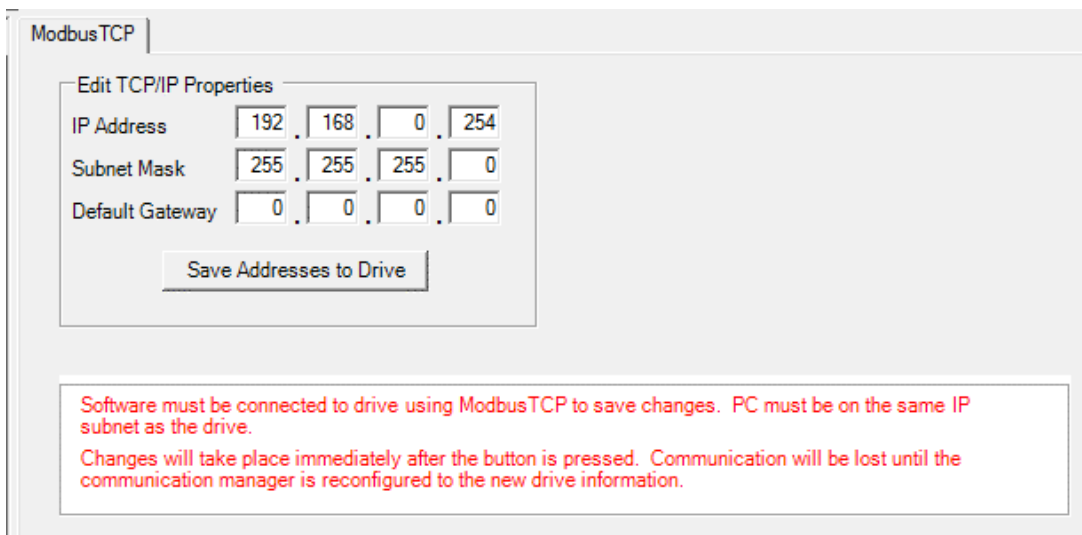 ModbusTCP
Edit TCP/IP Properties
IP Address 192 . 168 . 0 . 254
Subnet Mask 255 . 255 . 255 . 0
Default Gateway 0 . 0 . 0 . 0
Save Addresses to Drive
Software must be connected to drive using ModbusTCP to save changes.  PC must be on the same IP
subnet as the drive.
Changes will take place immediately after the button is pressed.  Communication will be lost until the
communication manager is reconfigured to the new drive information.